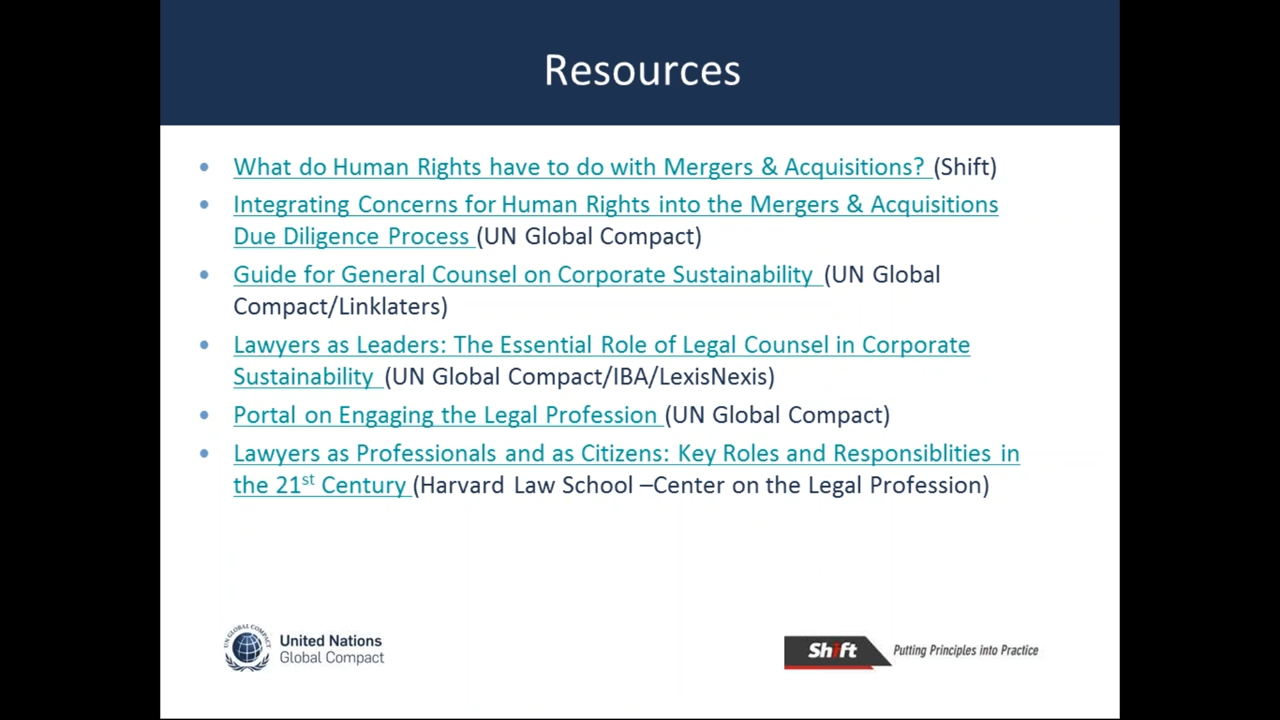 Resources
• What do Human Rights have to do with Mergers & Acquisitions? (Shift)
• Integrating Concerns for Human Rights into the Mergers & Acquisitions
Due Diligence Process (UN Global Compact)
• Guide for General Counsel on Corporate Sustainability (UN Global
Compact/Linklaters)
• Lawyers as Leaders: The Essential Role of Legal Counsel in Corporate
Sustainability (UN Global Compact/IBA/LexisNexis)
• Portal on Engaging the Legal Profession (UN Global Compact)
• Lawyers as Professionals and as Citizens: Key Roles and Responsiblities in
the 21st Century (Harvard Law School –Center on the Legal Profession)
UN GLOBAL COMPACT
United Nations
Global Compact
Shift
Putting Principles into Practice